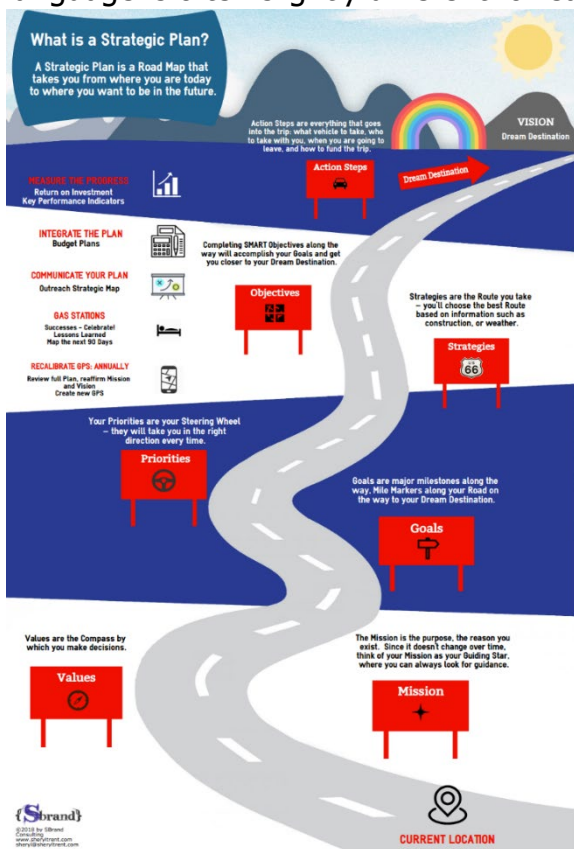 What is a Strategic Plan?
A Strategic Plan is a Road Map that
takes you from where you are today
to where you want to be in the future.
VISION
Dream Destination
Action Steps are everything that goes
into the trip: what vehicle to take, who
to take with you, when you are going to
leave, and how to fund the trip.
Action Steps
Dream Destination
MEASURE THE PROGRESS
Return on Investment
Key Performance Indicators
INTEGRATE THE PLAN
Budget Plans
COMMUNICATE YOUR PLAN
Outreach Strategic Map
GAS STATIONS
Successes - Celebrate!
Lessons Learned
Map the next 90 Days
RECALIBRATE GPS: ANNUALLY
Review full Plan, reaffirm Mission
and Vision
Create new GPS
Completing SMART Objectives along the
way will accomplish your Goals and get
you closer to your Dream Destination.
Objectives
Strategies are the Route you take
– you'll choose the best Route
based on information such as
construction, or weather.
Strategies
66
Your Priorities are your Steering Wheel
– they will take you in the right
direction every time.
Priorities
Goals are major milestones along the
way, Mile Markers along your Road on
the way to your Dream Destination.
Goals
Values are the Compass by
which you make decisions.
Values
The Mission is the purpose, the reason you
exist. Since it doesn't change over time,
think of your Mission as your Guiding Star,
where you can always look for guidance.
Mission
{Sbrand}
©2018 by SBrand
Consulting
www.sheryltrent.com
sheryl@sheryltrent.com
CURRENT LOCATION